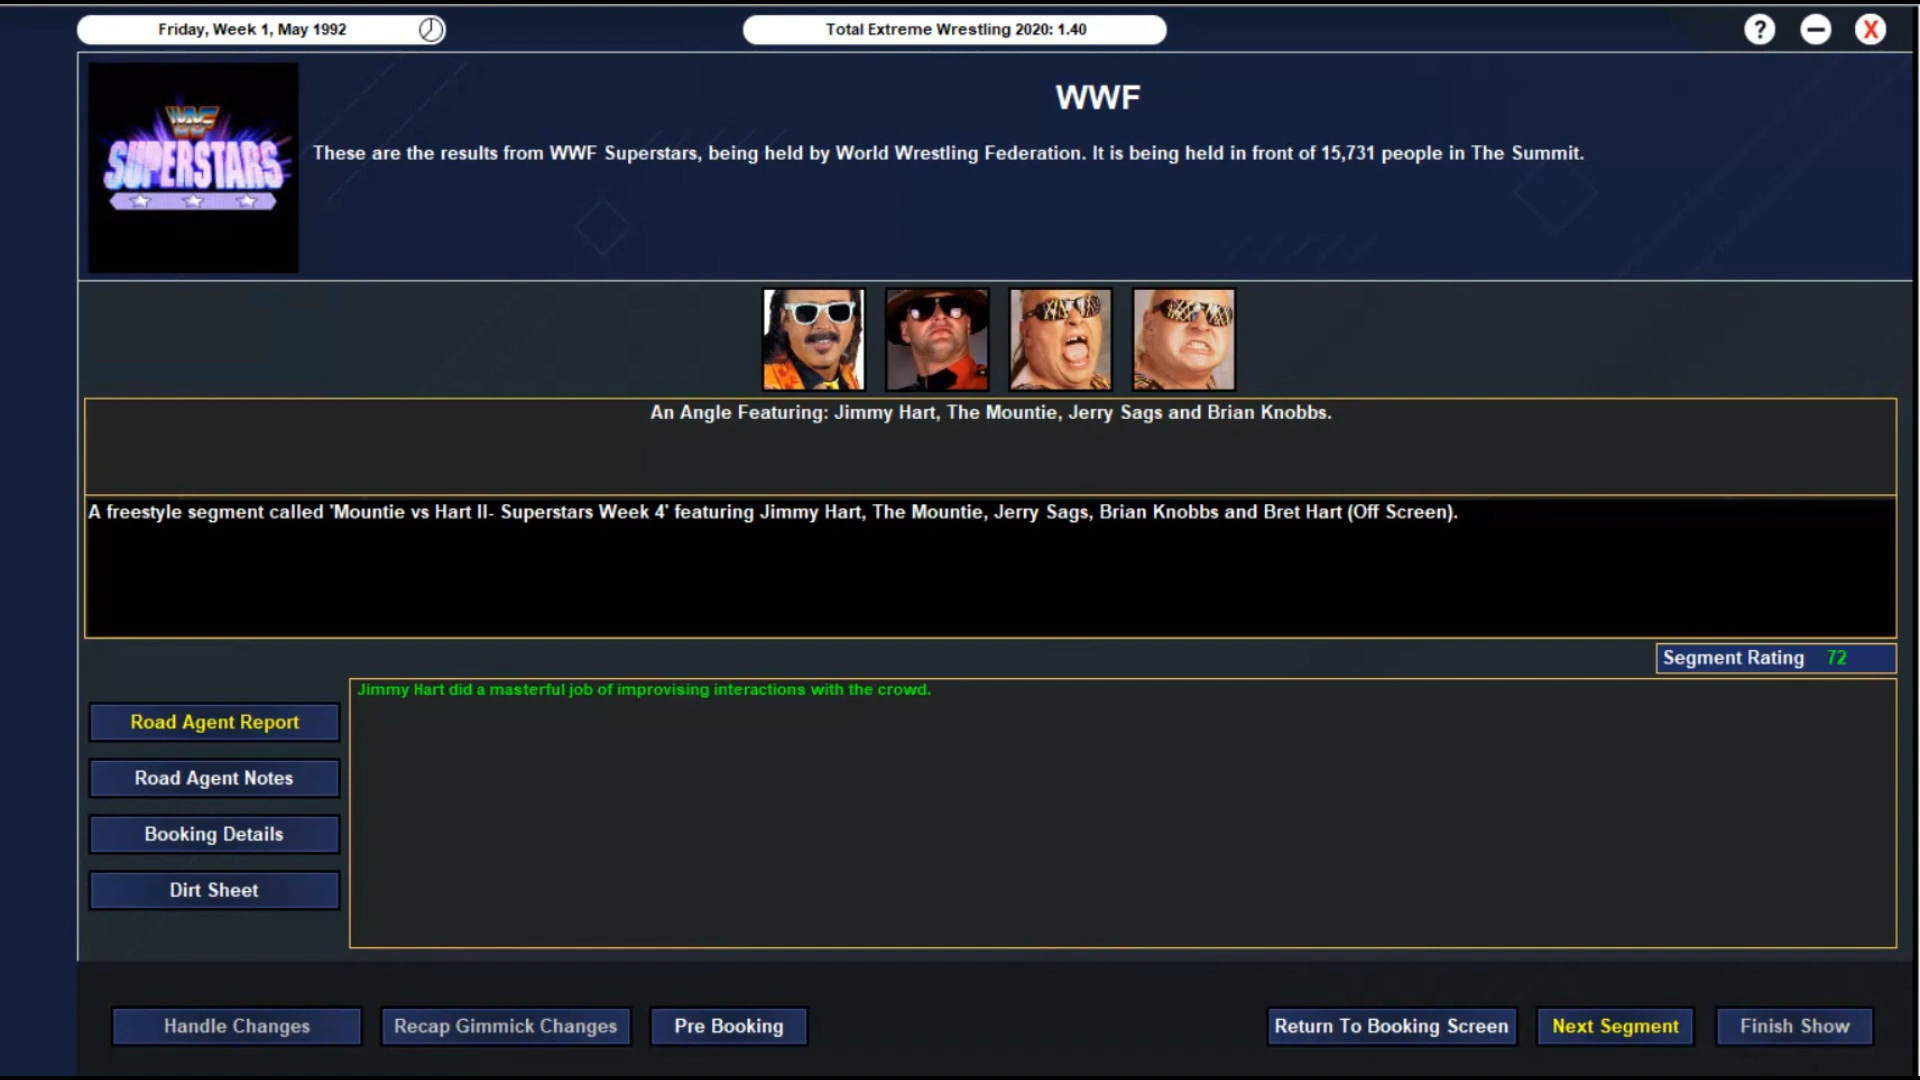 Friday, Week 1, May 1992
Total Extreme Wrestling 2020: 1.40
?
X
WWF
SUPERSTARS
WWF
These are the results from WWF Superstars, being held by World Wrestling Federation. It is being held in front of 15,731 people in The Summit.
An Angle Featuring: Jimmy Hart, The Mountie, Jerry Sags and Brian Knobbs.
A freestyle segment called 'Mountie vs Hart II- Superstars Week 4' featuring Jimmy Hart, The Mountie, Jerry Sags, Brian Knobbs and Bret Hart (Off Screen).
Segment Rating 72
Jimmy Hart did a masterful job of improvising interactions with the crowd.
Road Agent Report
Road Agent Notes
Booking Details
Dirt Sheet
Handle Changes
Recap Gimmick Changes
Pre Booking
Return To Booking Screen
Next Segment
Finish Show